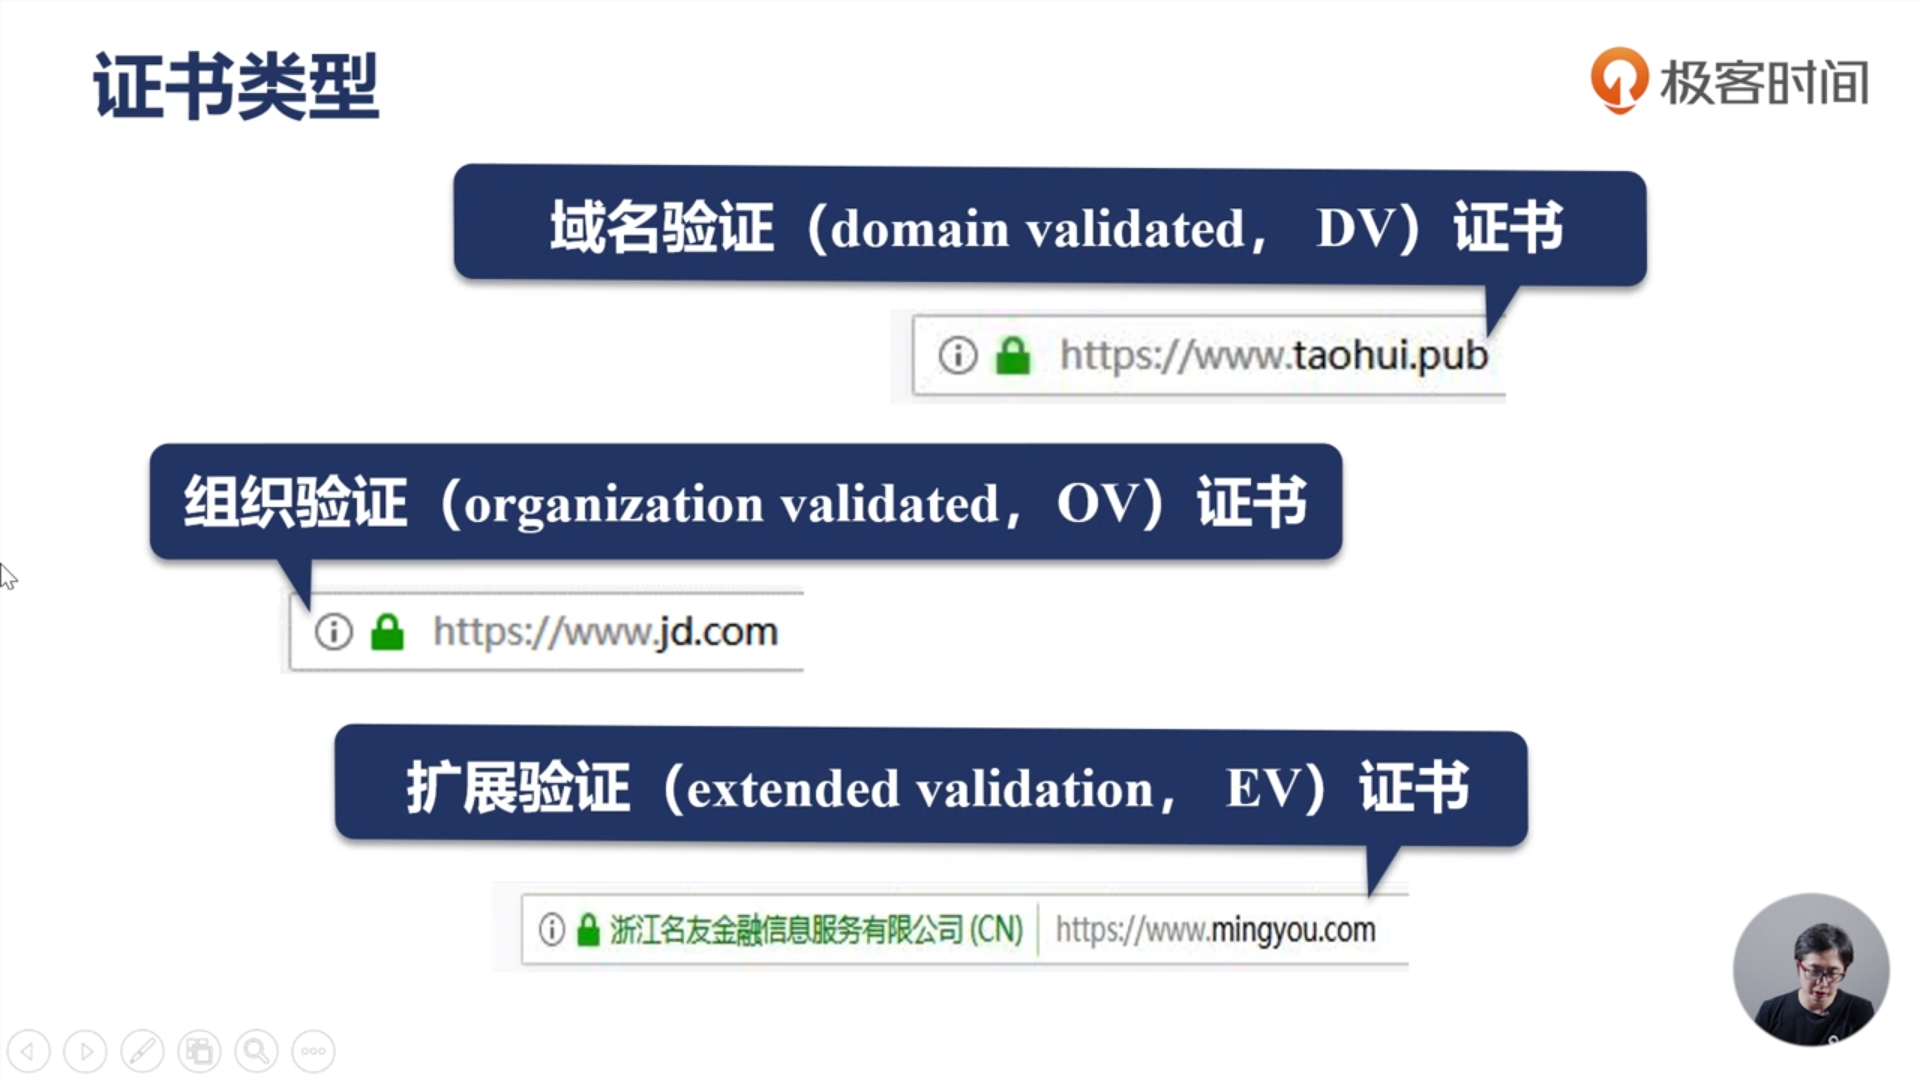 证书类型
极客时间
域名验证（domain validated， DV）证书
https://www.taohui.pub
组织验证（organization validated，OV）证书
https://www.jd.com
扩展验证（extended validation， EV）证书
浙江名友金融信息服务有限公司 (CN) https://www.mingyou.com